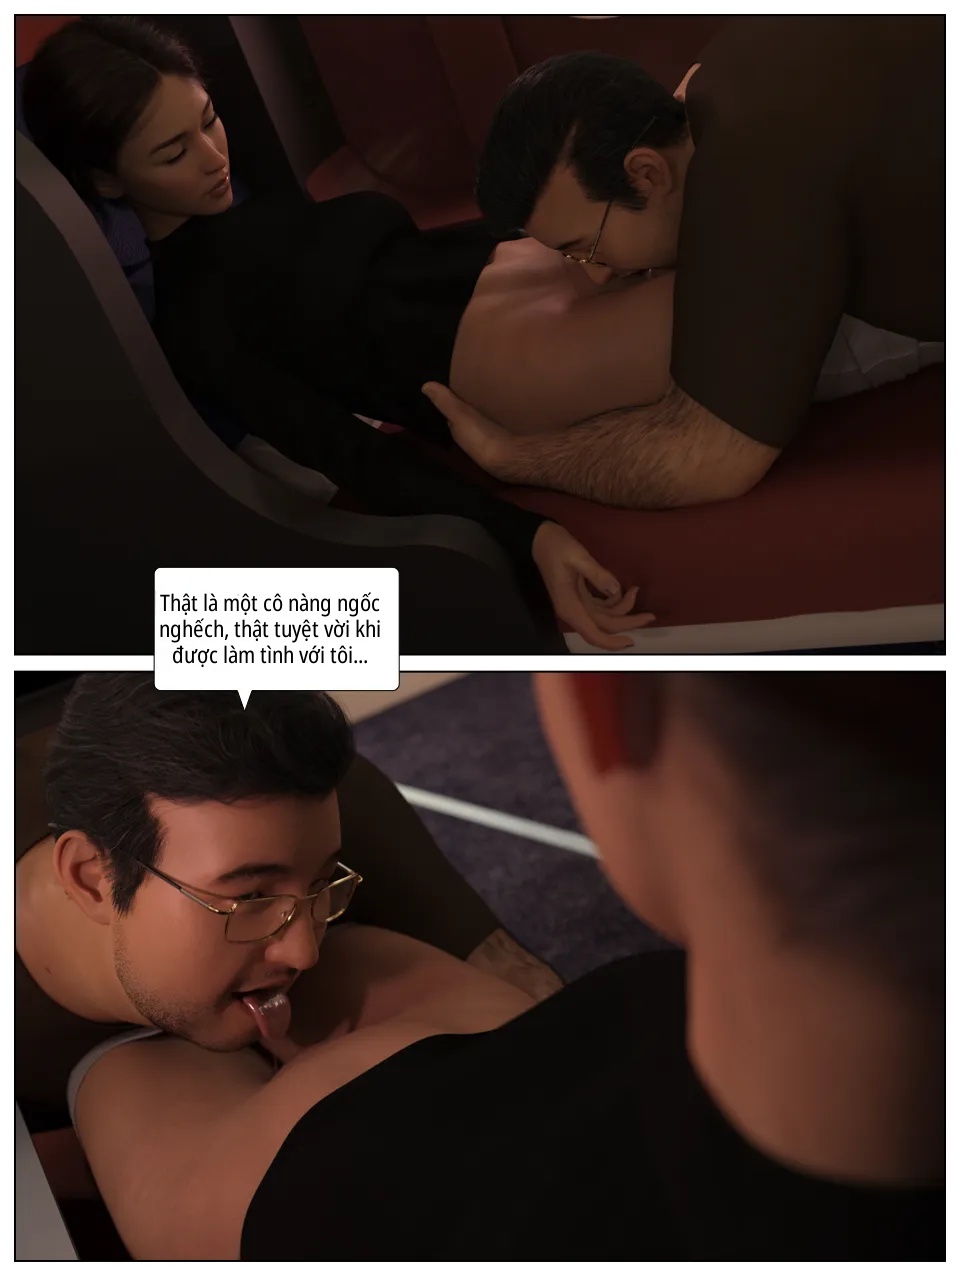 Thật là một cô nàng ngốc
nghếch, thật tuyệt vời khi
được làm tình với tôi...